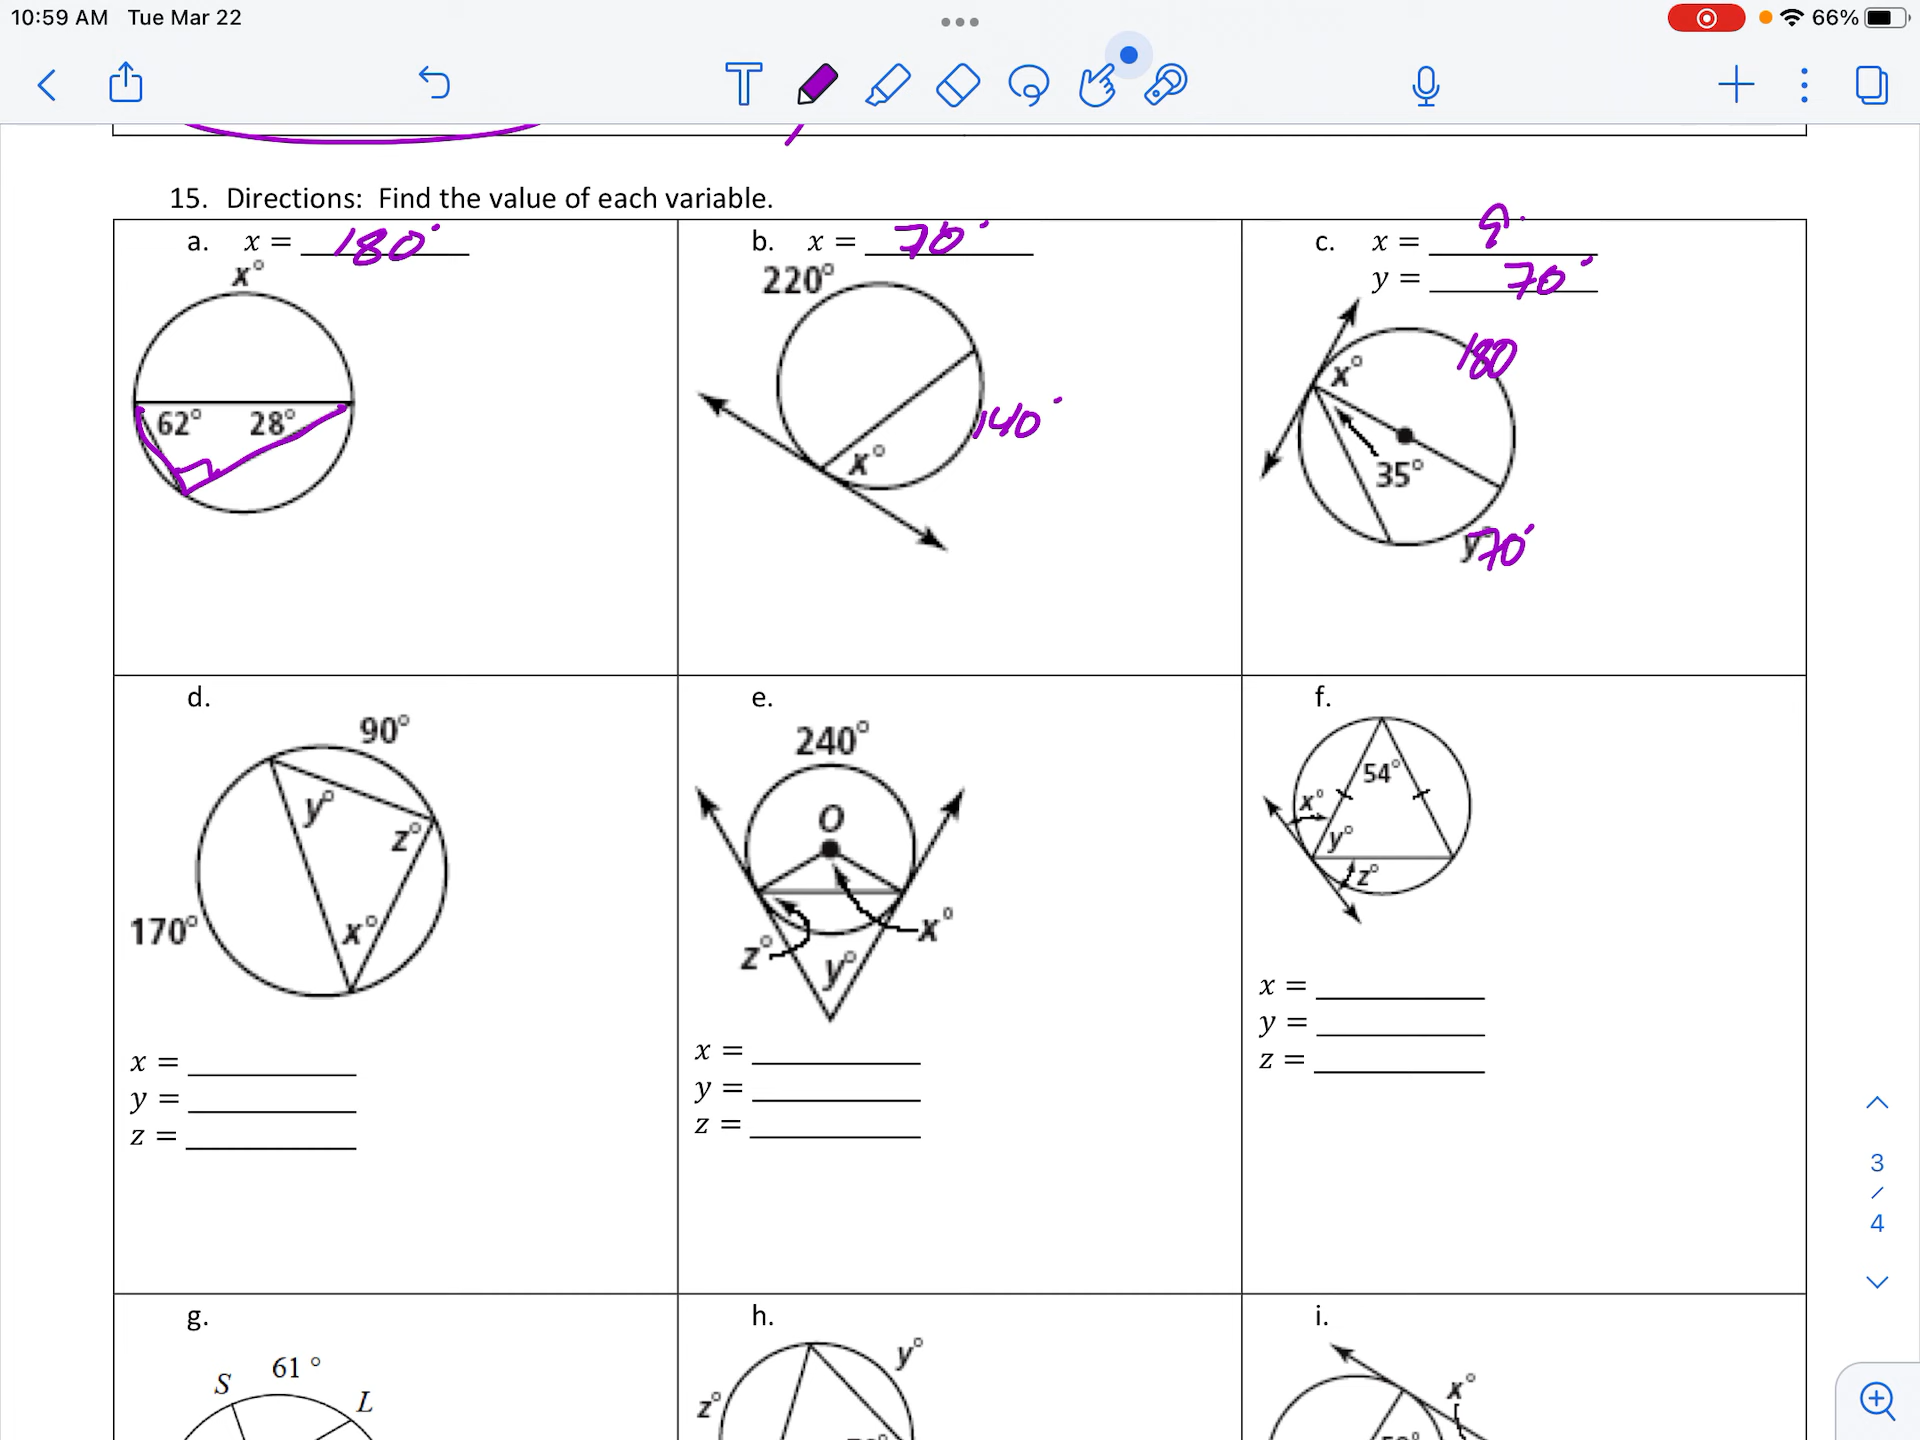 10:59 AM Tue Mar 22
66%
15. Directions: Find the value of each variable.
a. x = 180°
x°
62° 28°
b. x = 70°
220°
140°
x°
c. x =
y = 70°
180
x°
35°
y° 70°
d.
90°
y°
z°
170°
x°
x =
y =
z =
e.
240°
O
x°
z°
y°
x =
y =
z =
f.
54°
x°
y°
z°
x =
y =
z =
3
/
4
g.
61 °
S
L
h.
y°
z°
i.
x°